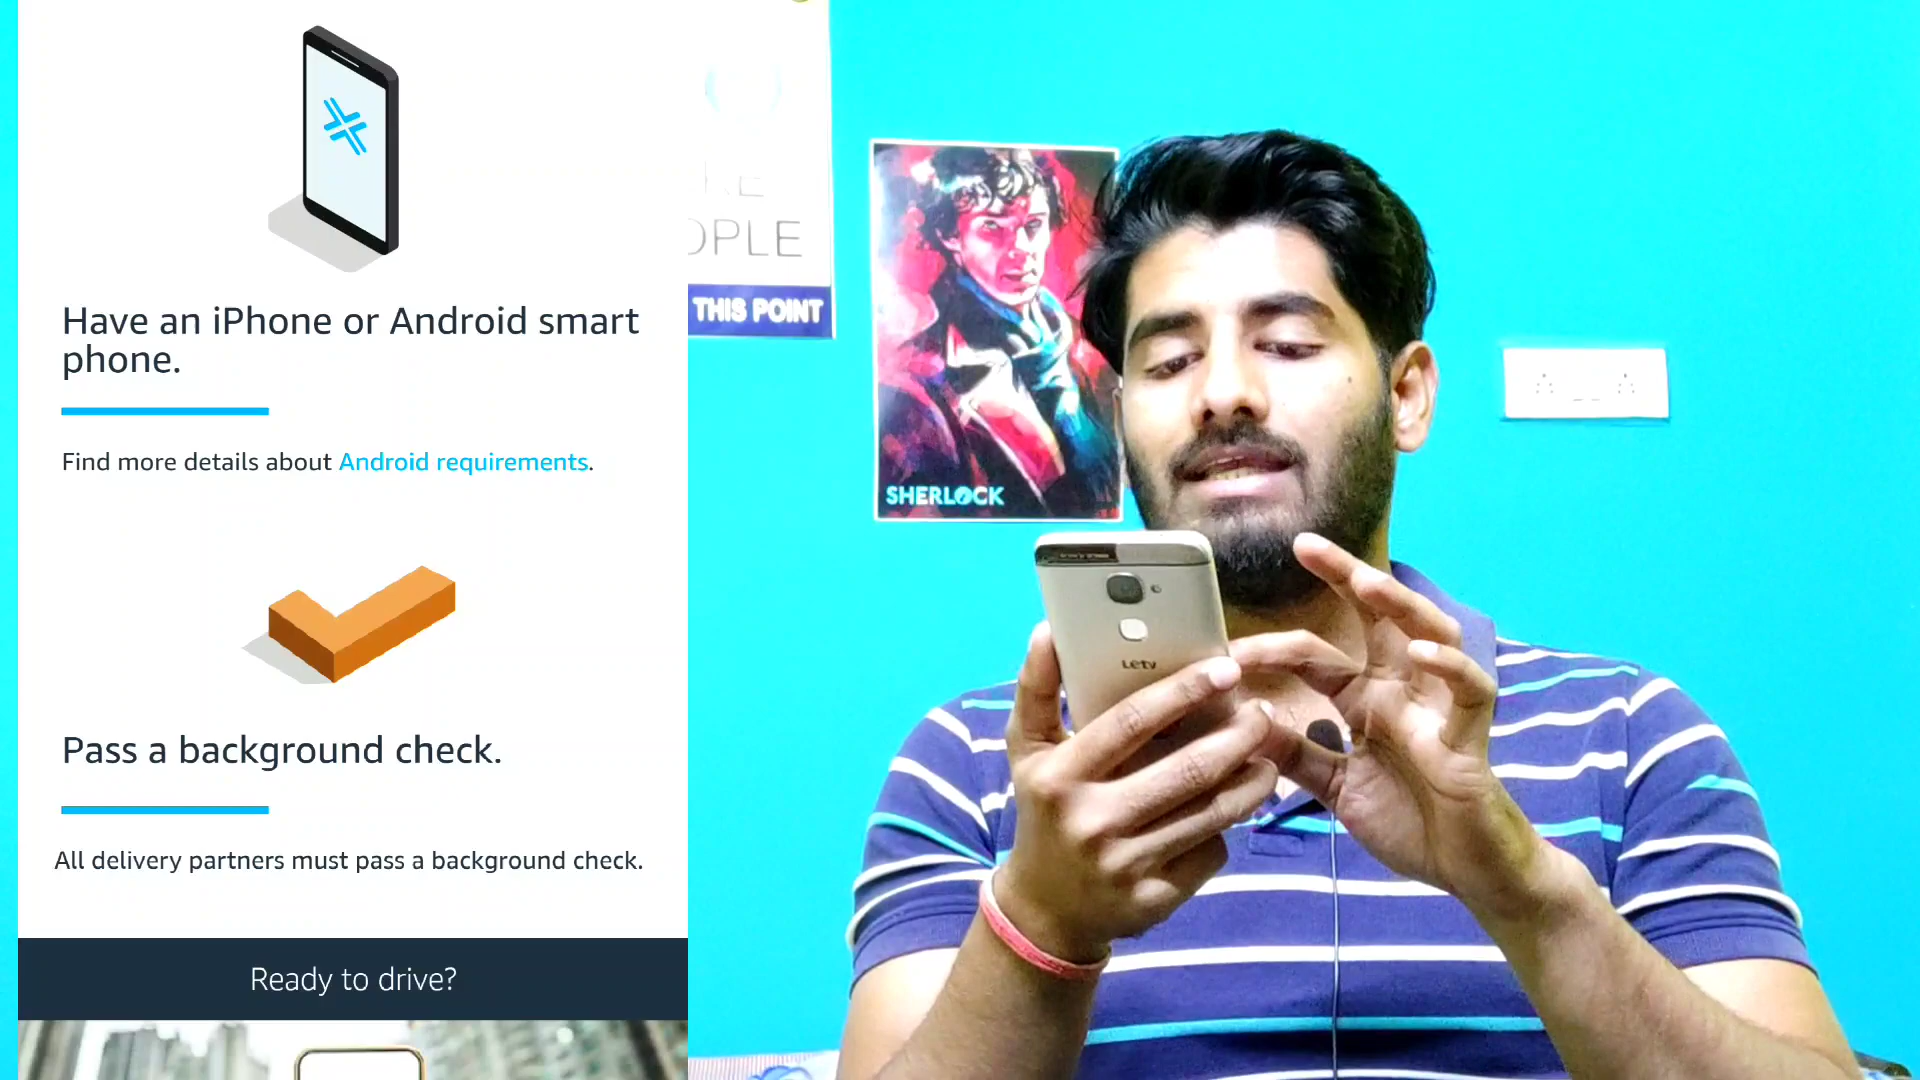 Have an iPhone or Android smart
phone.
Find more details about Android requirements.
Pass a background check.
All delivery partners must pass a background check.
Ready to drive?
THIS POINT
SHERLOCK
Letv